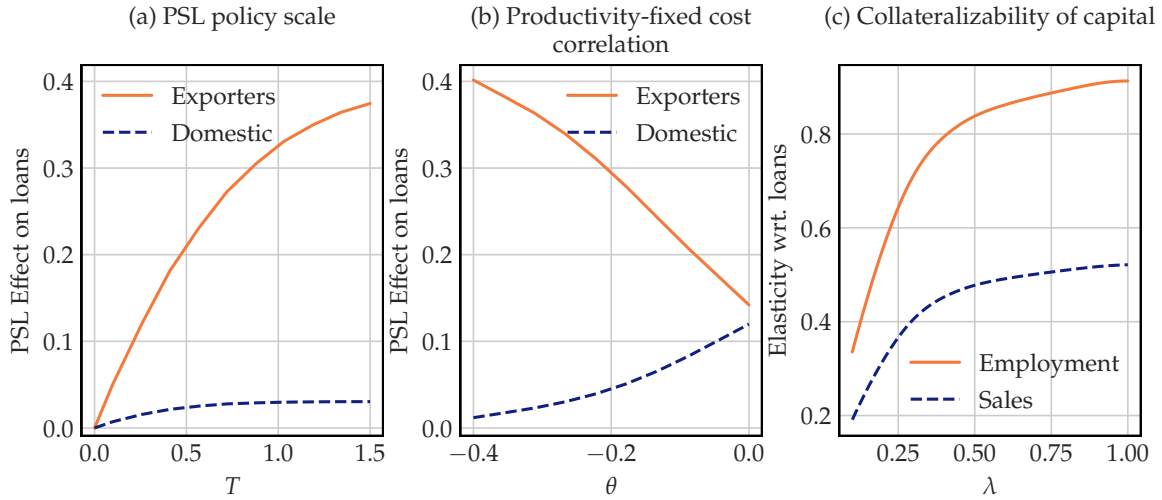 (a) PSL policy scale
PSL Effect on loans
0.4
0.3
0.2
0.1
0.0
Exporters
Domestic
0.0 0.5 1.0 1.5
T
(b) Productivity-fixed cost
correlation
PSL Effect on loans
0.4
0.3
0.2
0.1
0.0
Exporters
Domestic
−0.4 −0.2 0.0
θ
(c) Collateralizability of capital
Elasticity wrt. loans
0.8
0.6
0.4
0.2
Employment
Sales
0.25 0.50 0.75 1.00
λ